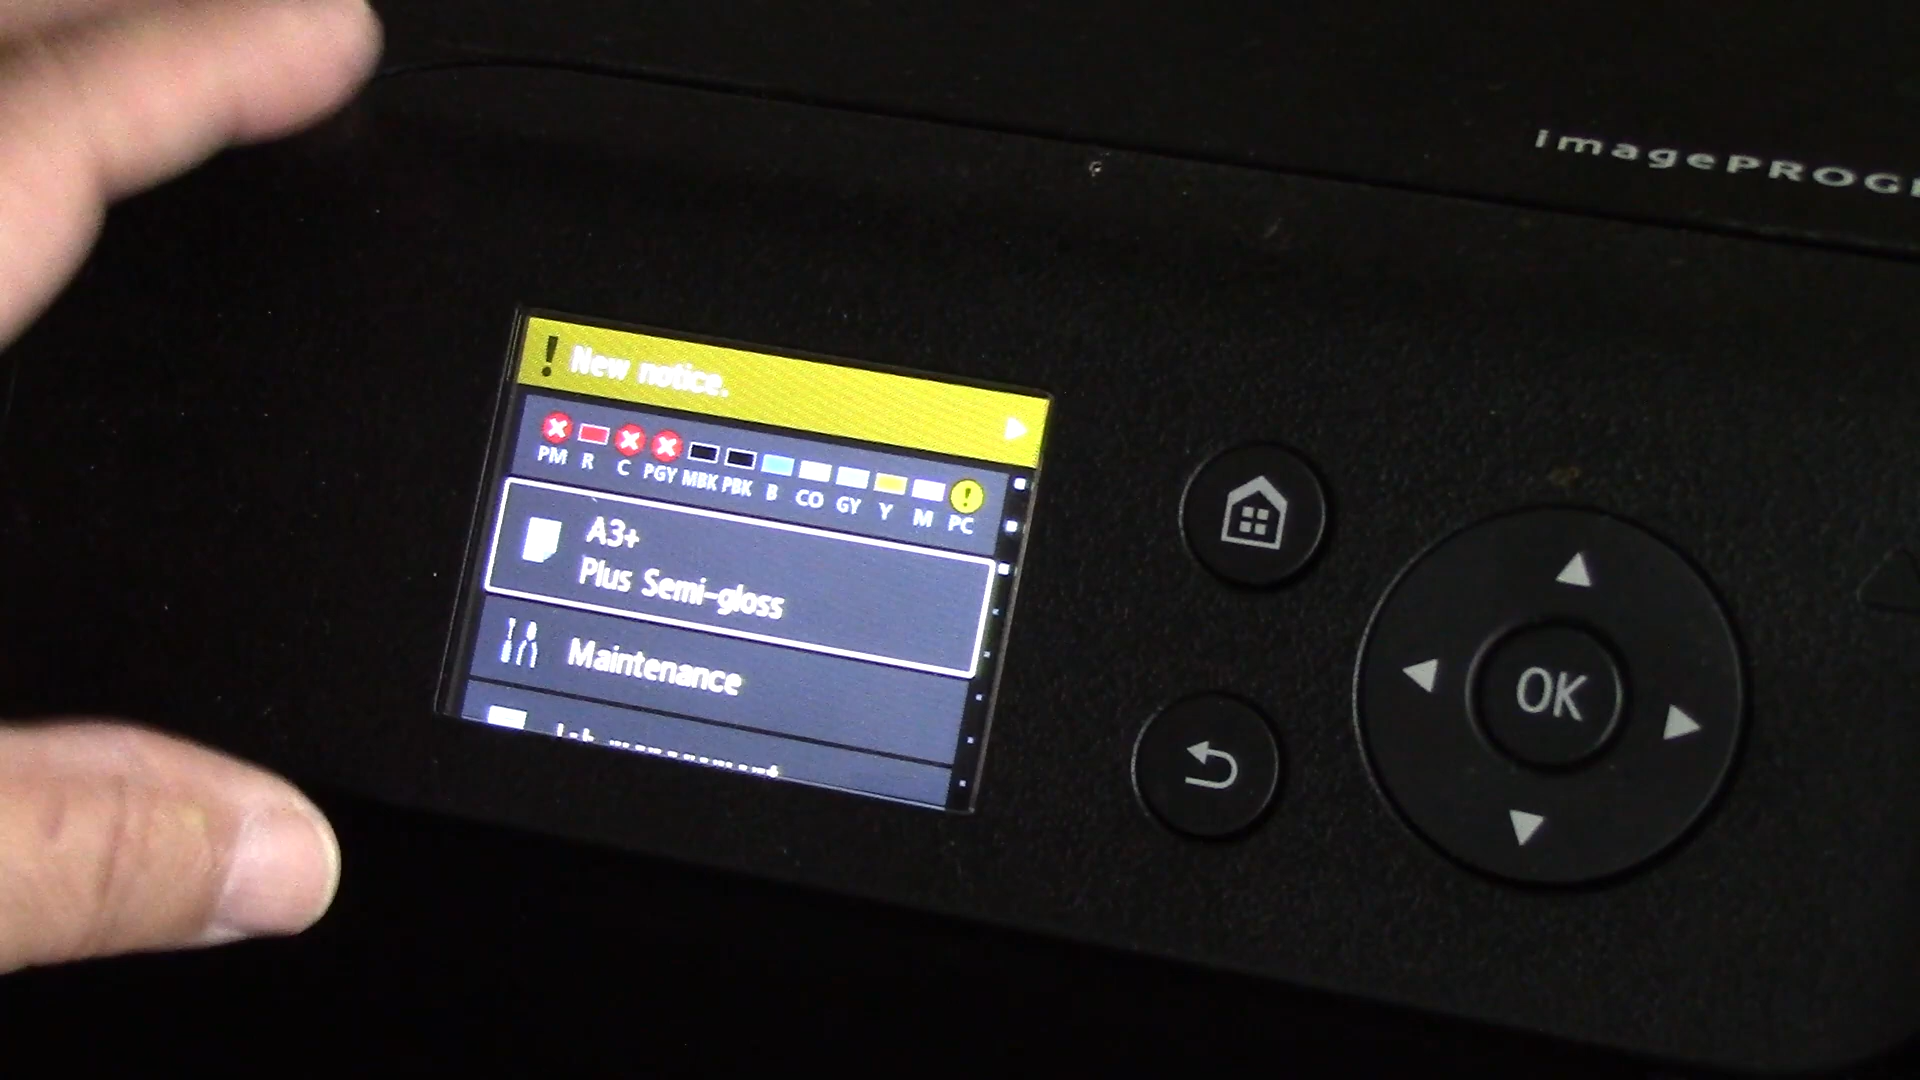 imagePROG
! New notice.
PM R C PGY MBK PBK B CO GY Y M PC
A3+
Plus Semi-gloss
Maintenance
OK